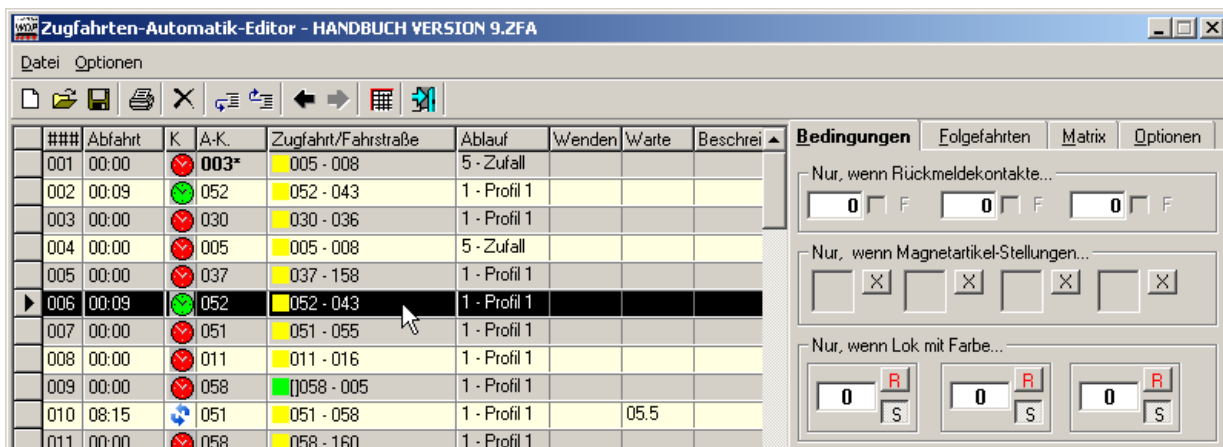 Zugfahrten-Automatik-Editor - HANDBUCH VERSION 9.ZFA
Datei Optionen
### Abfahrt K. A-K. Zugfahrt/Fahrstraße Ablauf Wenden Warte Beschrei
001 00:00 003* 005 - 008 5 - Zufall
002 00:09 052 052 - 043 1 - Profil 1
003 00:00 030 030 - 036 1 - Profil 1
004 00:00 005 005 - 008 5 - Zufall
005 00:00 037 037 - 158 1 - Profil 1
006 00:09 052 052 - 043 1 - Profil 1
007 00:00 051 051 - 055 1 - Profil 1
008 00:00 011 011 - 016 1 - Profil 1
009 00:00 058 []058 - 005 1 - Profil 1
010 08:15 051 051 - 058 1 - Profil 1 05.5
011 00:00 058 058 - 160 1 - Profil 1
Bedingungen Folgefahrten Matrix Optionen
Nur, wenn Rückmeldekontakte...
0 F 0 F 0 F
Nur, wenn Magnetartikel-Stellungen...
X X X X
Nur, wenn Lok mit Farbe...
0 R S 0 R S 0 R S